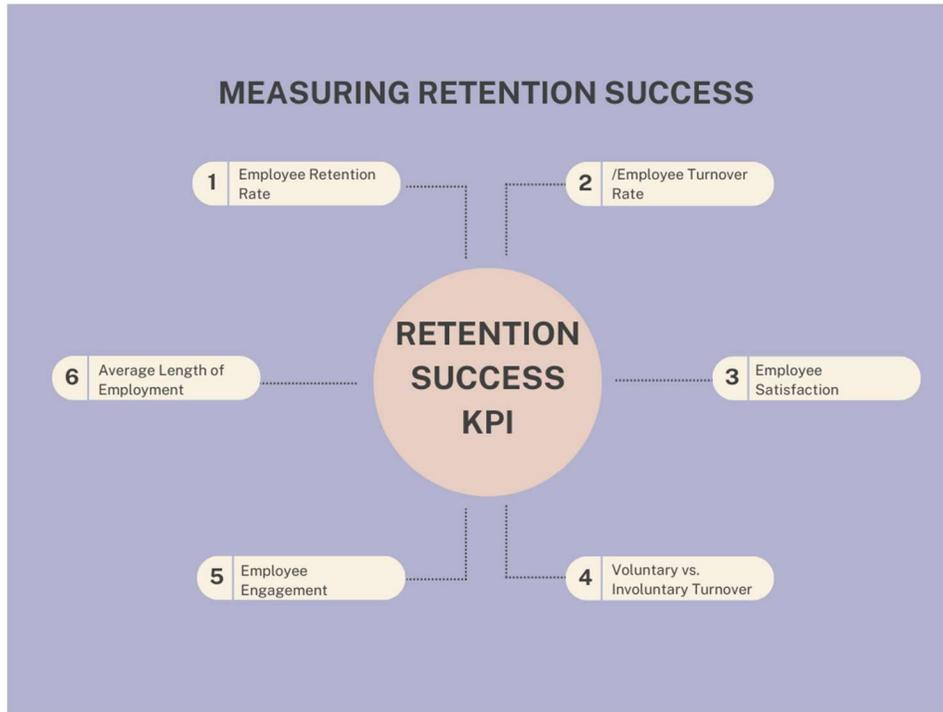 MEASURING RETENTION SUCCESS
1
Employee Retention
Rate
2
/Employee Turnover
Rate
RETENTION
SUCCESS
KPI
6
Average Length of
Employment
3
Employee
Satisfaction
5
Employee
Engagement
4
Voluntary vs.
Involuntary Turnover